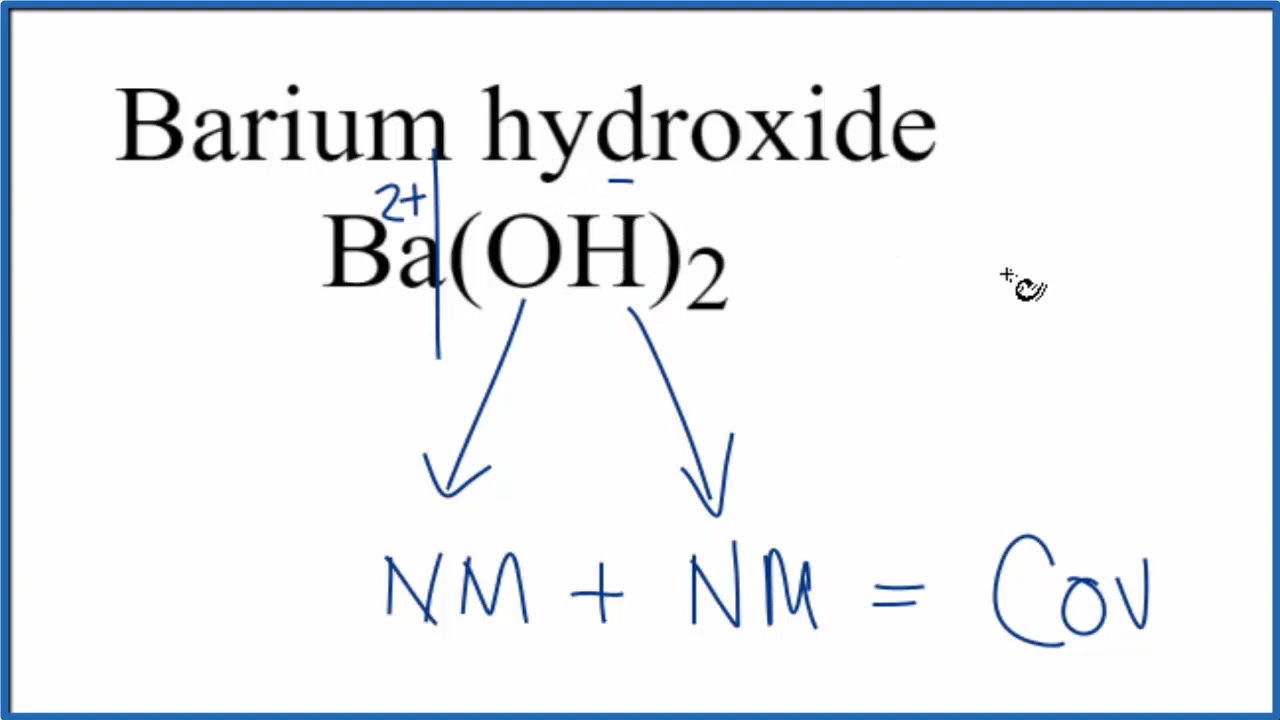 Barium hydroxide
2+ -
Ba(OH)2
NM + NM = Cov